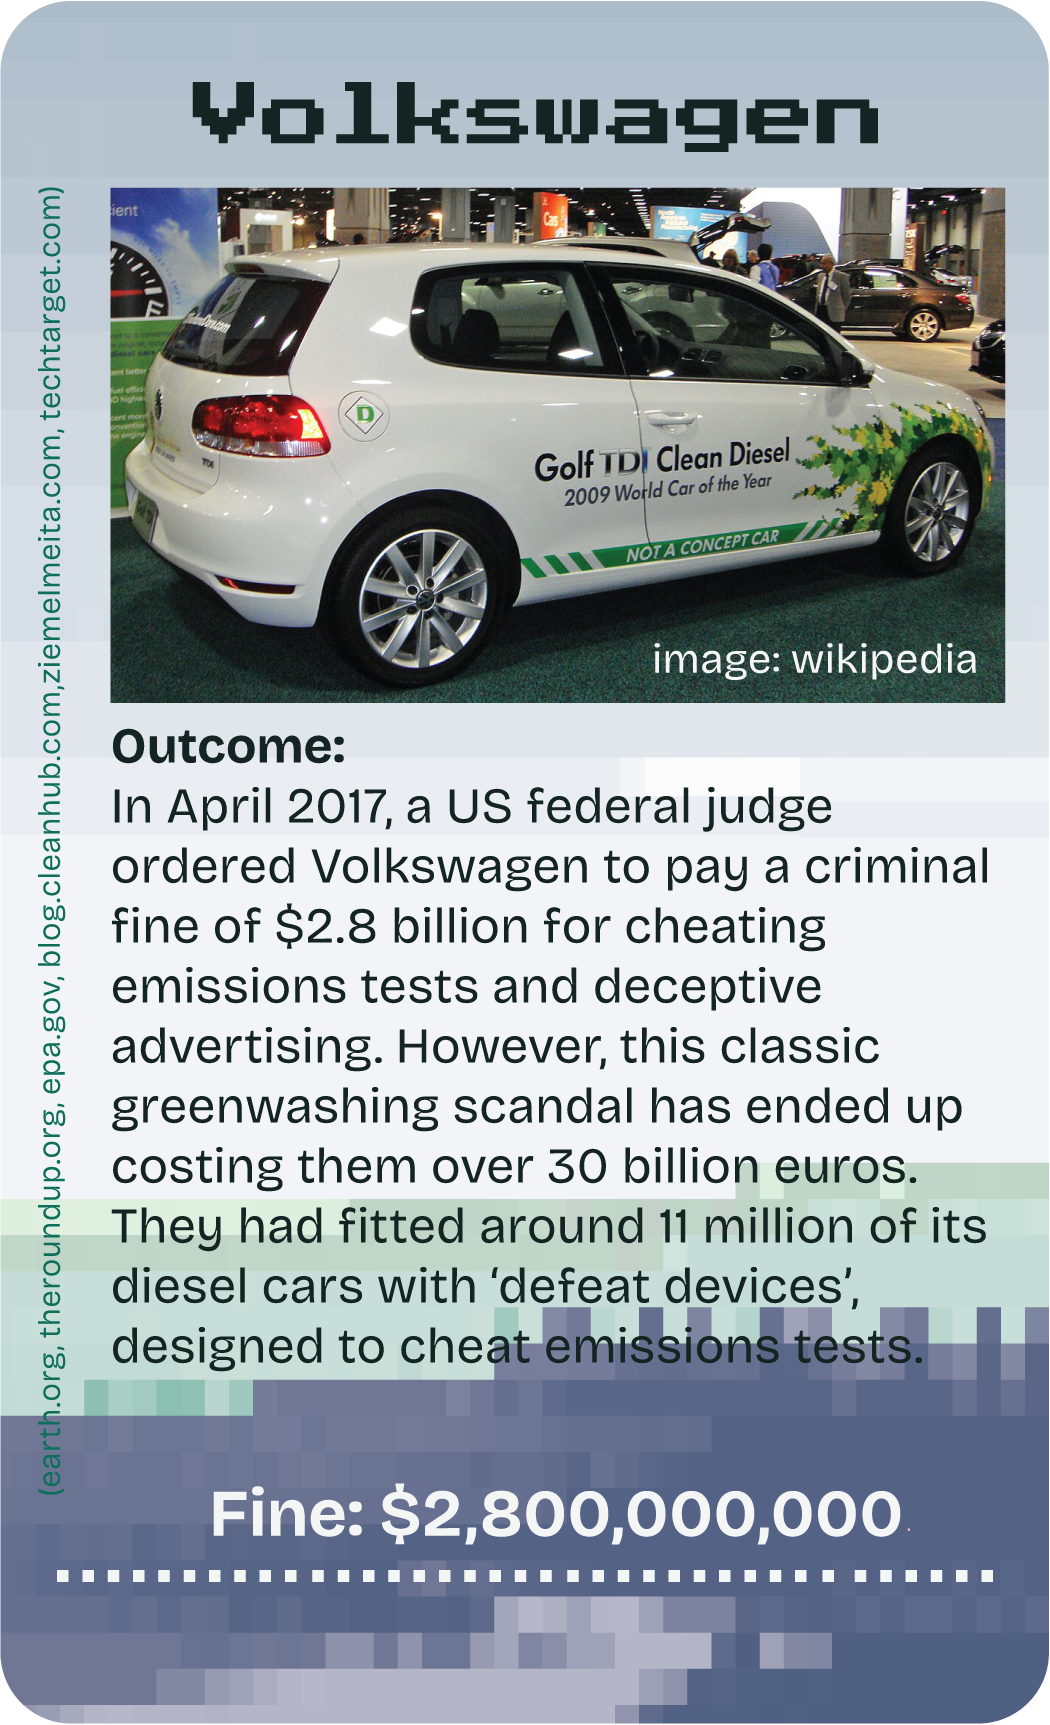 Volkswagen
(earth.org, theroundup.org, epa.gov, blog.cleanhub.com,ziemelmeita.com, techtarget.com)
cient
Cars
D
TDI
Golf TDI Clean Diesel
2009 World Car of the Year
NOT A CONCEPT CAR
image: wikipedia
Outcome:
In April 2017, a US federal judge
ordered Volkswagen to pay a criminal
fine of $2.8 billion for cheating
emissions tests and deceptive
advertising. However, this classic
greenwashing scandal has ended up
costing them over 30 billion euros.
They had fitted around 11 million of its
diesel cars with ‘defeat devices’,
designed to cheat emissions tests.
Fine: $2,800,000,000